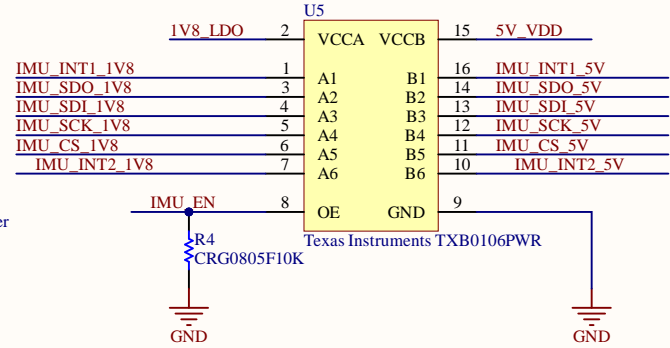 U5
1V8_LDO 2 VCCA VCCB 15 5V_VDD
IMU_INT1_1V8 1 A1 B1 16 IMU_INT1_5V
IMU_SDO_1V8 3 A2 B2 14 IMU_SDO_5V
IMU_SDI_1V8 4 A3 B3 13 IMU_SDI_5V
IMU_SCK_1V8 5 A4 B4 12 IMU_SCK_5V
IMU_CS_1V8 6 A5 B5 11 IMU_CS_5V
IMU_INT2_1V8 7 A6 B6 10 IMU_INT2_5V
IMU_EN 8 OE GND 9
er
Texas Instruments TXB0106PWR
R4
CRG0805F10K
GND GND